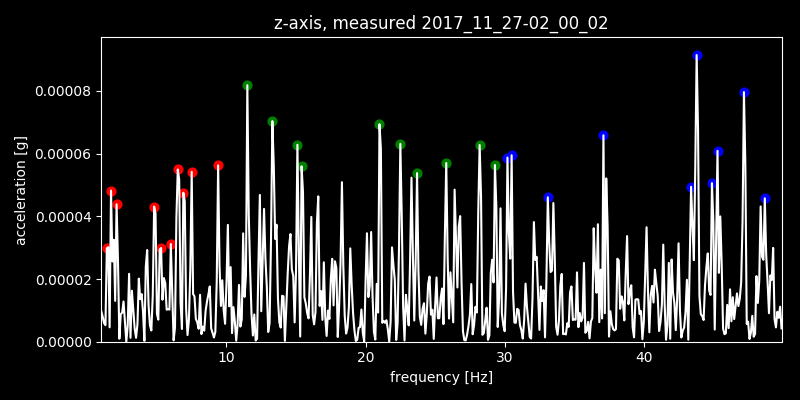 z-axis, measured 2017_11_27-02_00_02
0.00008
0.00006
0.00004
0.00002
0.00000
acceleration [g]
10 20 30 40
frequency [Hz]